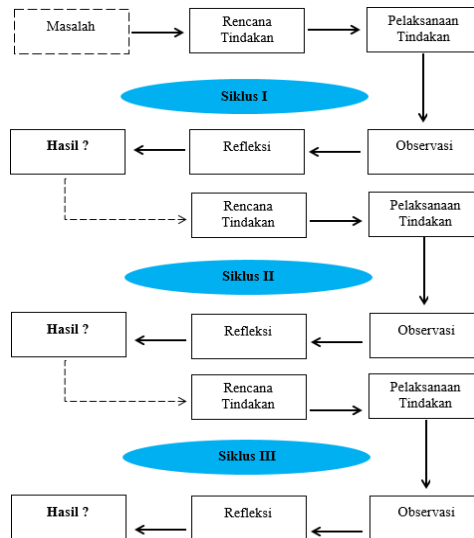 Masalah
Rencana
Tindakan
Pelaksanaan
Tindakan
Siklus I
Hasil ?
Refleksi
Observasi
Rencana
Tindakan
Pelaksanaan
Tindakan
Siklus II
Hasil ?
Refleksi
Observasi
Rencana
Tindakan
Pelaksanaan
Tindakan
Siklus III
Hasil ?
Refleksi
Observasi